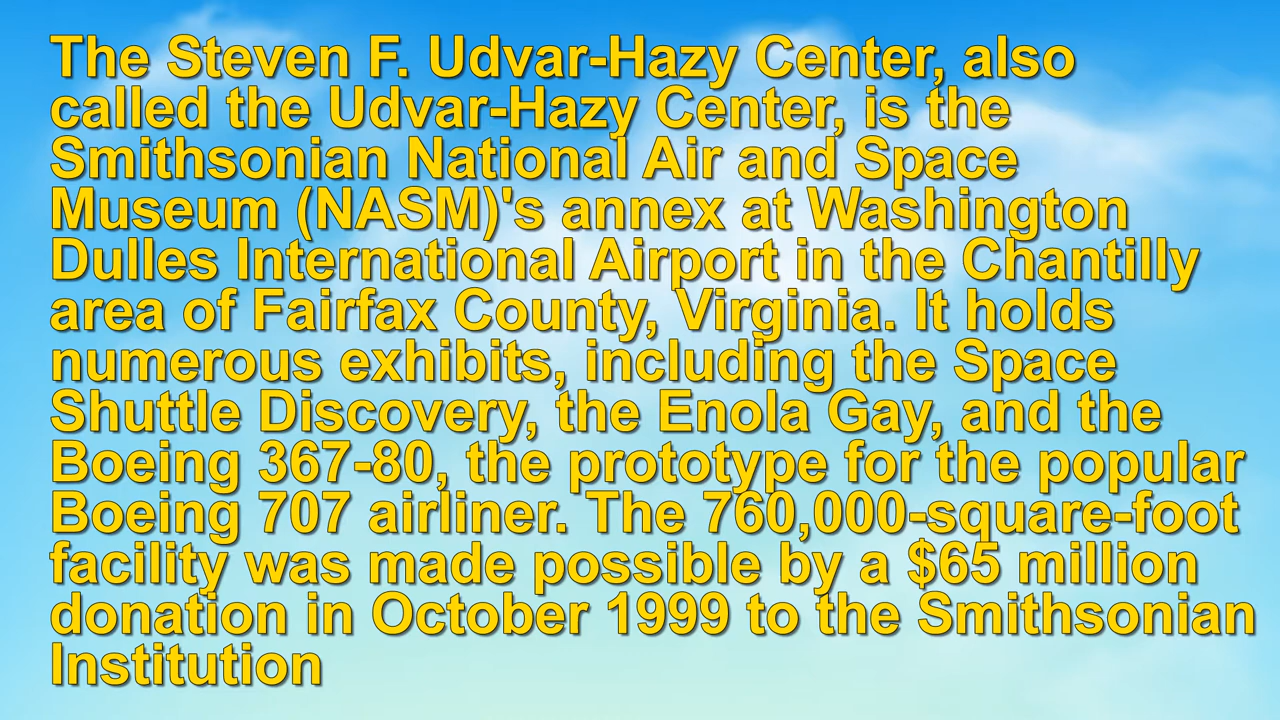 The Steven F. Udvar-Hazy Center, also
called the Udvar-Hazy Center, is the
Smithsonian National Air and Space
Museum (NASM)'s annex at Washington
Dulles International Airport in the Chantilly
area of Fairfax County, Virginia. It holds
numerous exhibits, including the Space
Shuttle Discovery, the Enola Gay, and the
Boeing 367-80, the prototype for the popular
Boeing 707 airliner. The 760,000-square-foot
facility was made possible by a $65 million
donation in October 1999 to the Smithsonian
Institution